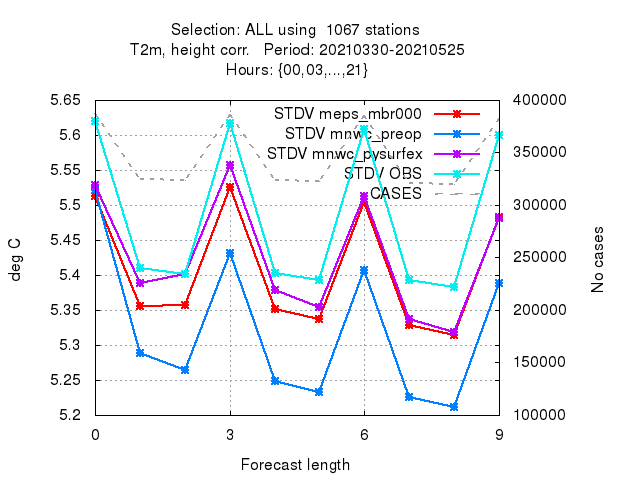 Selection: ALL using  1067 stations
T2m, height corr.   Period: 20210330-20210525
Hours: {00,03,...,21}
STDV meps_mbr000
STDV mnwc_preop
STDV mnwc_pysurfex
STDV OBS
CASES
5.65
5.6
5.55
5.5
5.45
5.4
5.35
5.3
5.25
5.2
deg C
400000
350000
300000
250000
200000
150000
100000
No cases
0 3 6 9
Forecast length